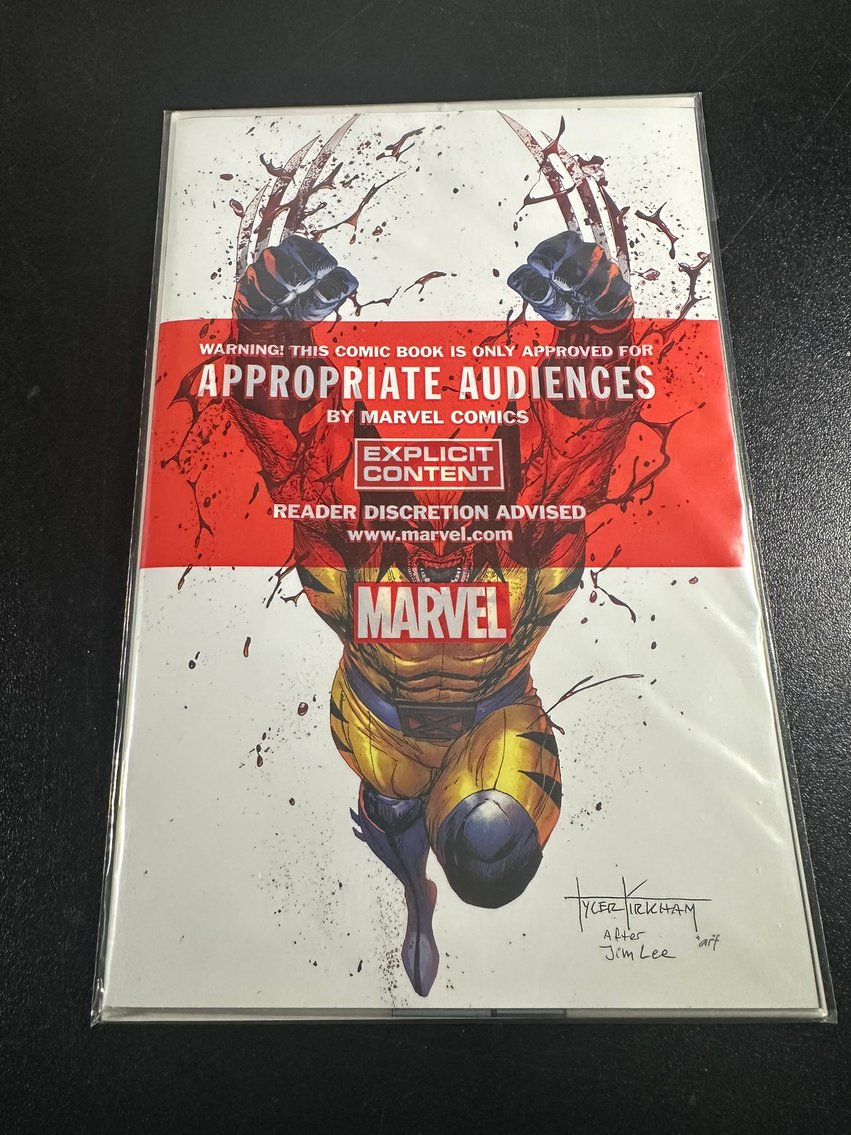 WARNING! THIS COMIC BOOK IS ONLY APPROVED FOR
APPROPRIATE AUDIENCES
BY MARVEL COMICS
EXPLICIT
CONTENT
READER DISCRETION ADVISED
www.marvel.com
MARVEL
TYLER KIRKHAM
After
Jim Lee
"art"